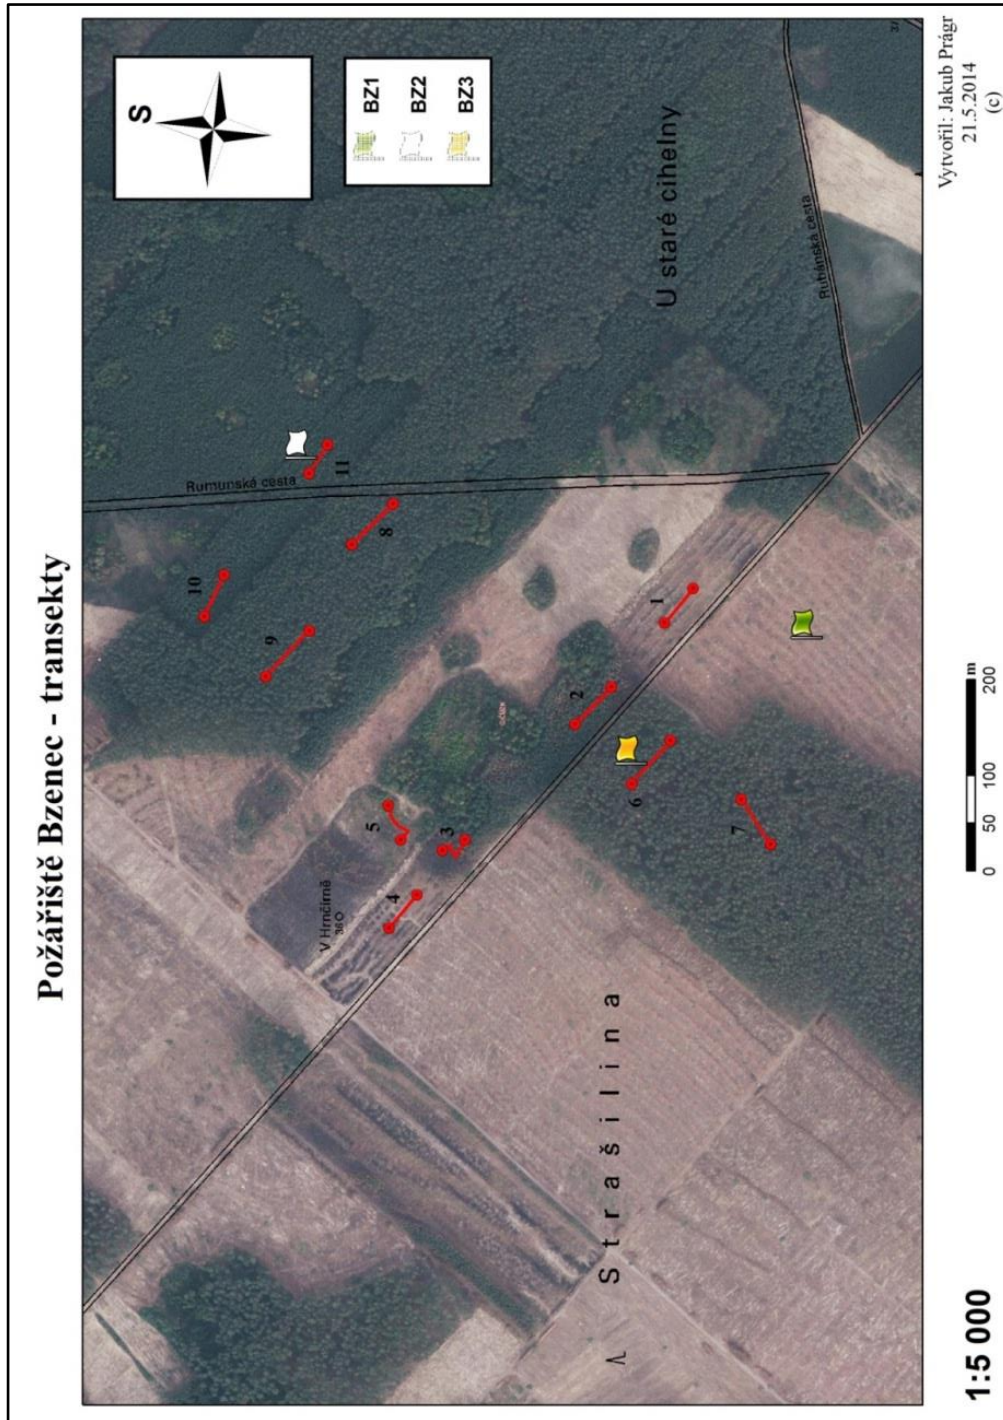 Požářiště Bzenec - transekty
S
BZ1
BZ2
BZ3
Rumunská cesta
11
10
8
9
U staré cihelny
Rubanská cesta
1
2
5
3
4
V Hrnčírně
6
7
Strašilina
0
50
100
200
m
1:5 000
Vytvořil: Jakub Prágr
21.5.2014
(c)